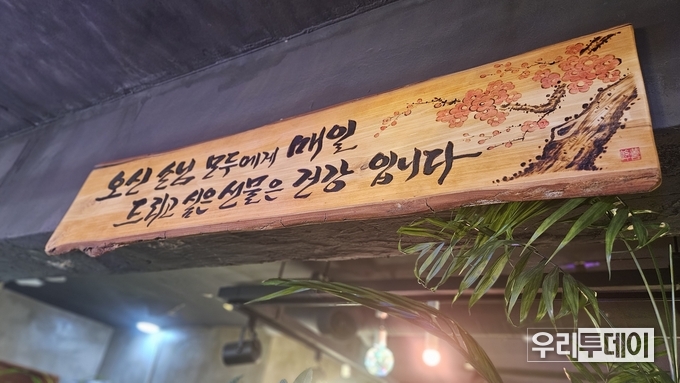 오신 손님 모두에게 매일
드리고 싶은 선물은 건강 입니다
우리투데이